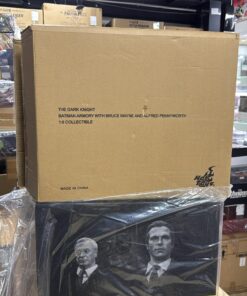 THE DARK KNIGHT
BATMAN ARMORY WITH BRUCE WAYNE AND ALFRED PENNYWORTH
1:6 COLLECTIBLE
MADE IN CHINA